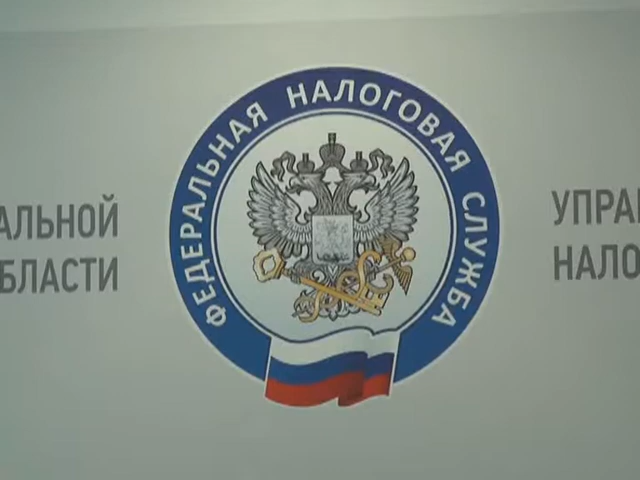 ФЕДЕРАЛЬНАЯ НАЛОГОВАЯ СЛУЖБА
АЛЬНОЙ
БЛАСТИ
УПРА
НАЛО